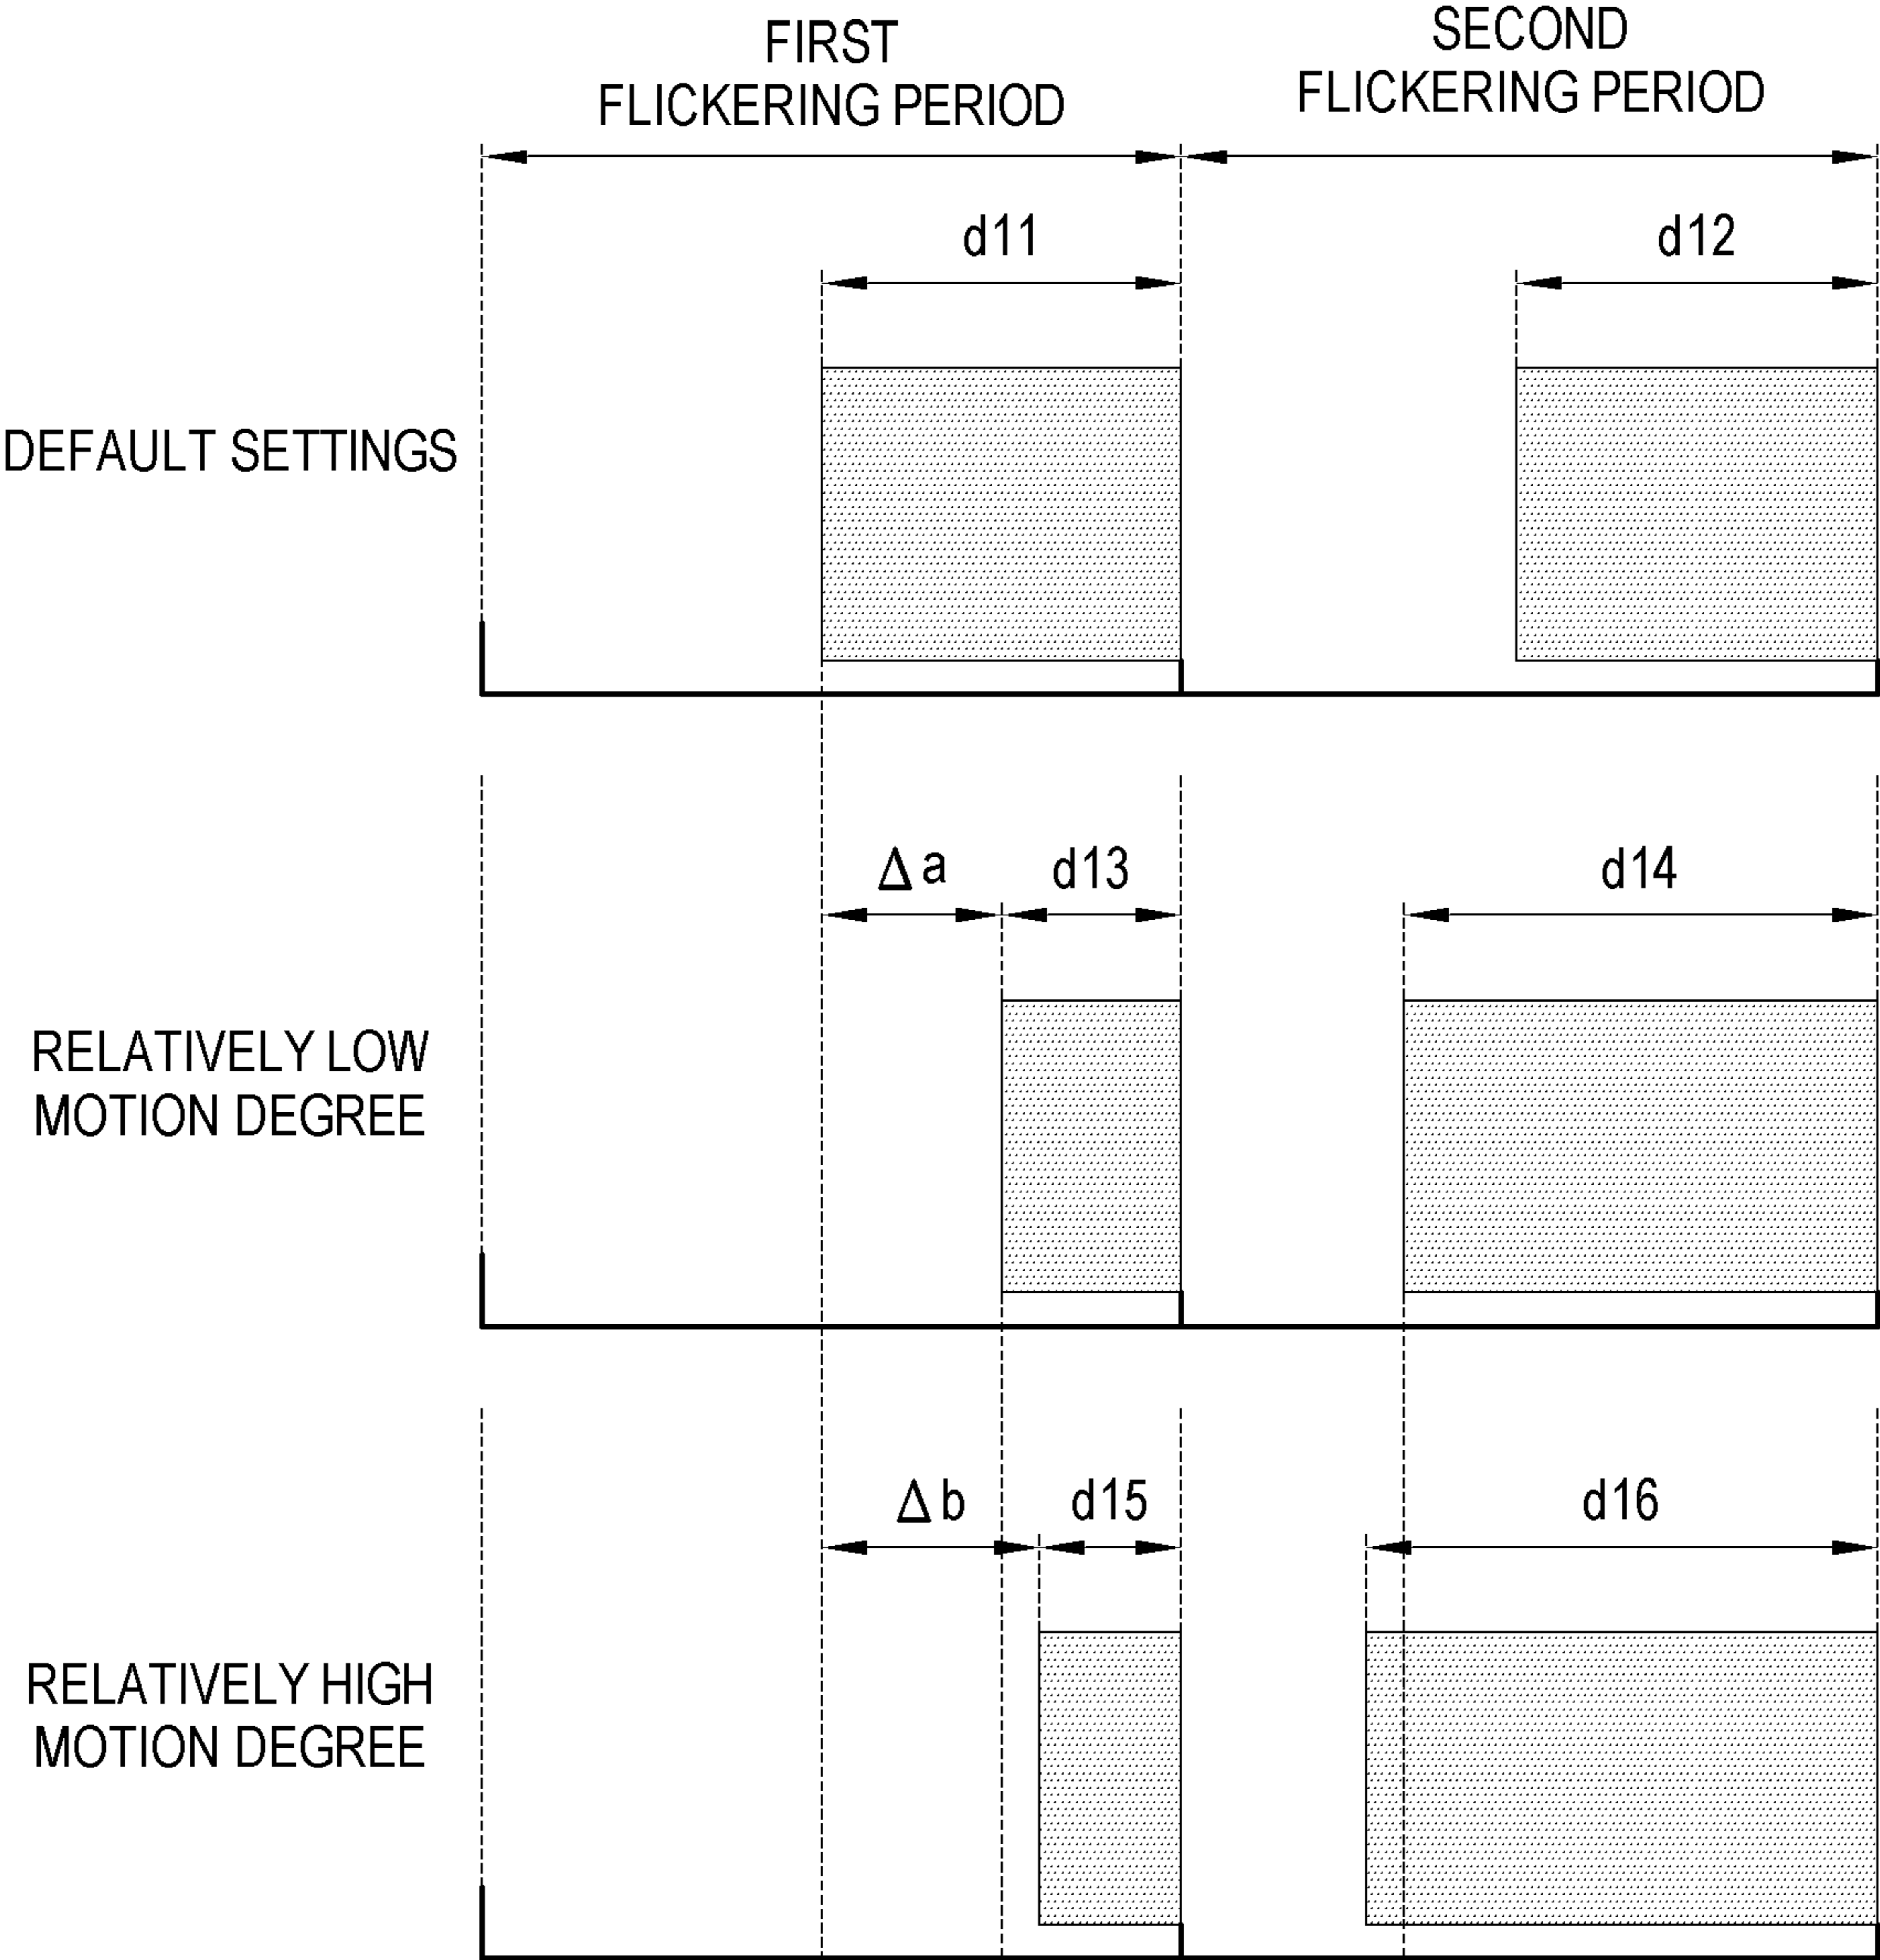 FIRST
FLICKERING PERIOD
SECOND
FLICKERING PERIOD
d11
d12
DEFAULT SETTINGS
Δa
d13
d14
RELATIVELY LOW
MOTION DEGREE
Δb
d15
d16
RELATIVELY HIGH
MOTION DEGREE